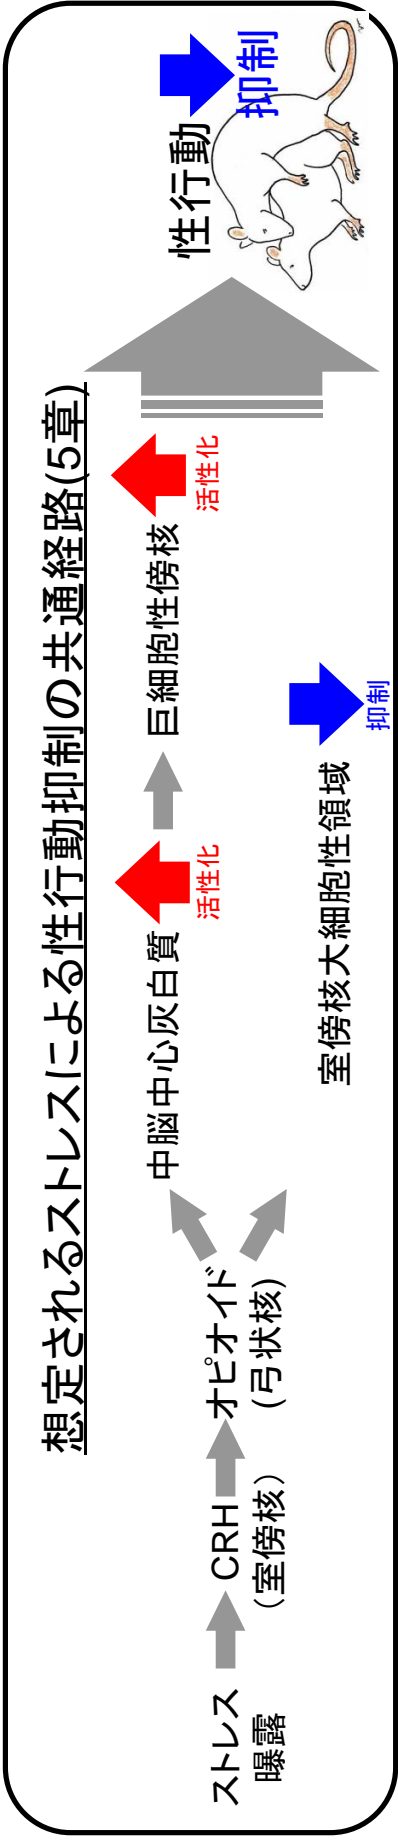 想定されるストレスによる性行動抑制の共通経路(5章)
ストレス
曝露
CRH
（室傍核）
オピオイド
(弓状核)
中脳中心灰白質
活性化
巨細胞性傍核
活性化
室傍核大細胞性領域
抑制
性行動
抑制